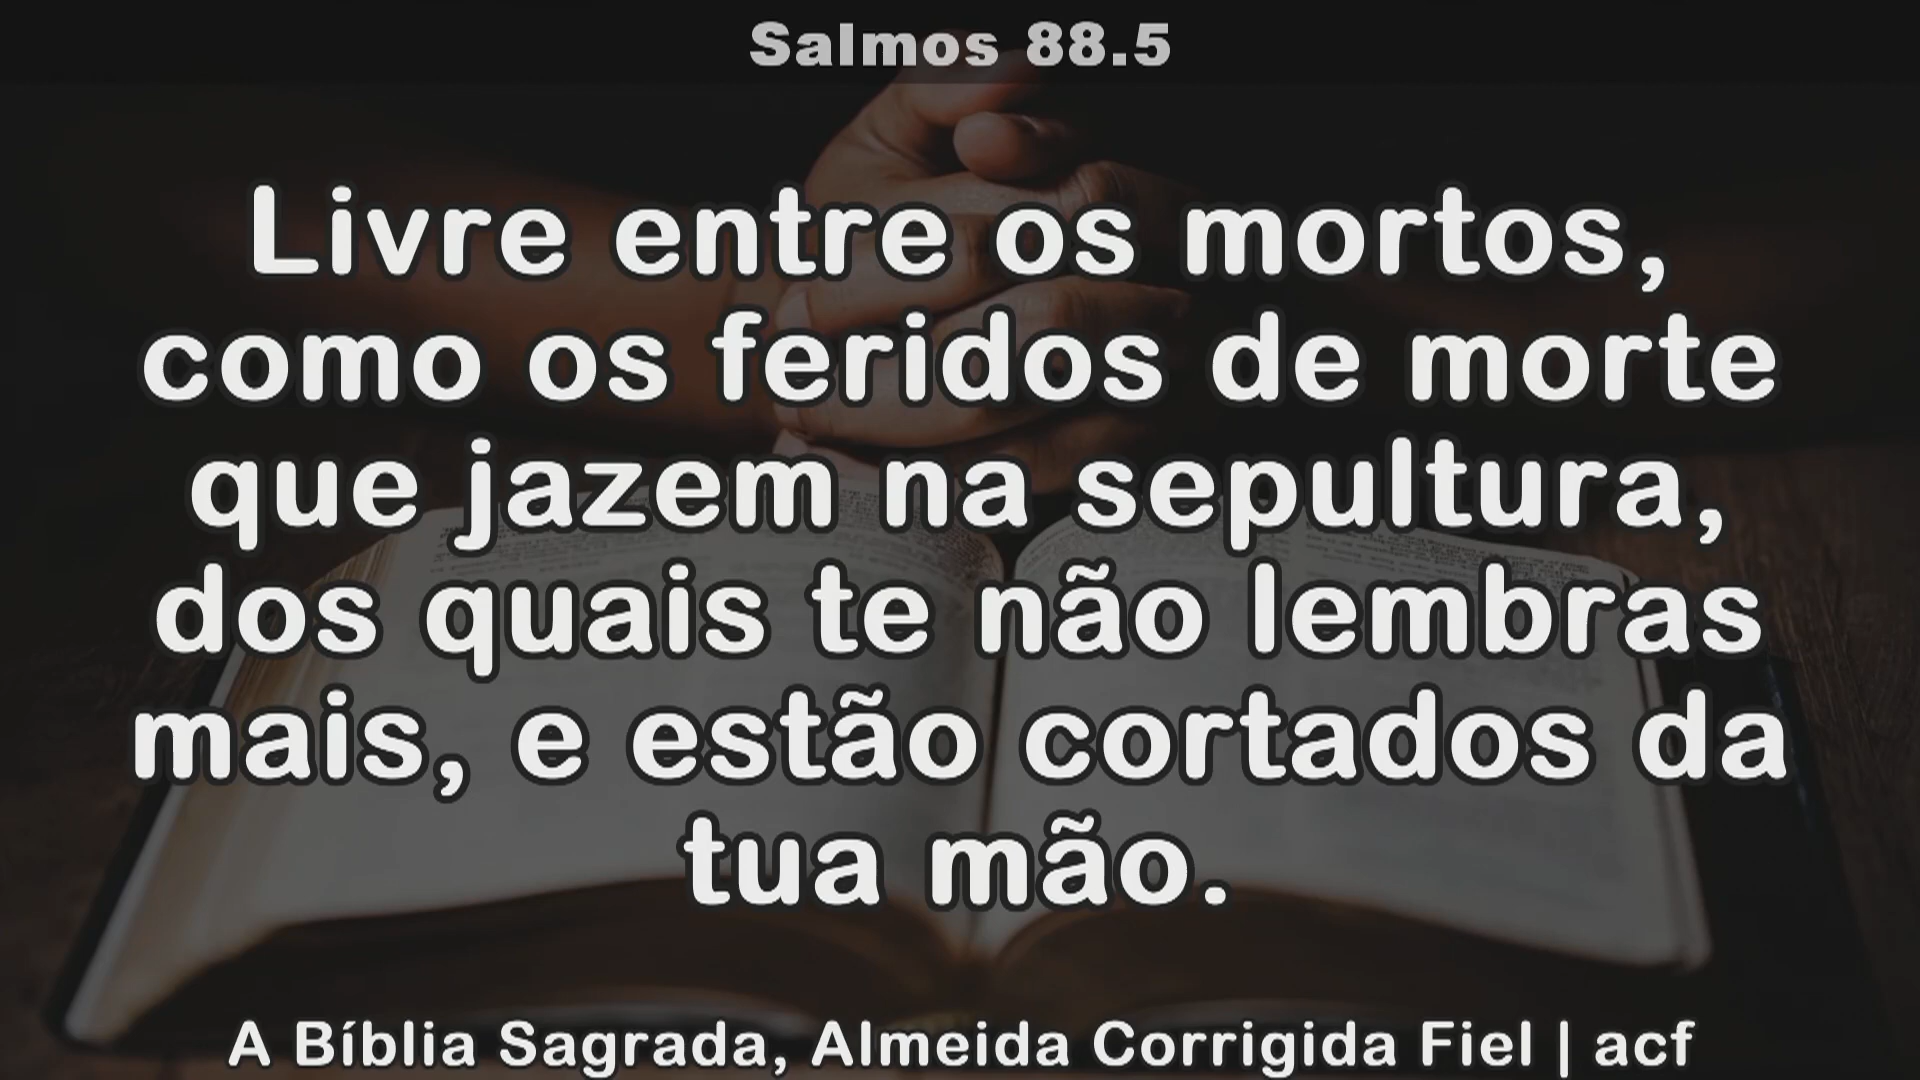 Salmos 88.5
Livre entre os mortos,
como os feridos de morte
que jazem na sepultura,
dos quais te não lembras
mais, e estão cortados da
tua mão.
A Bíblia Sagrada, Almeida Corrigida Fiel | acf